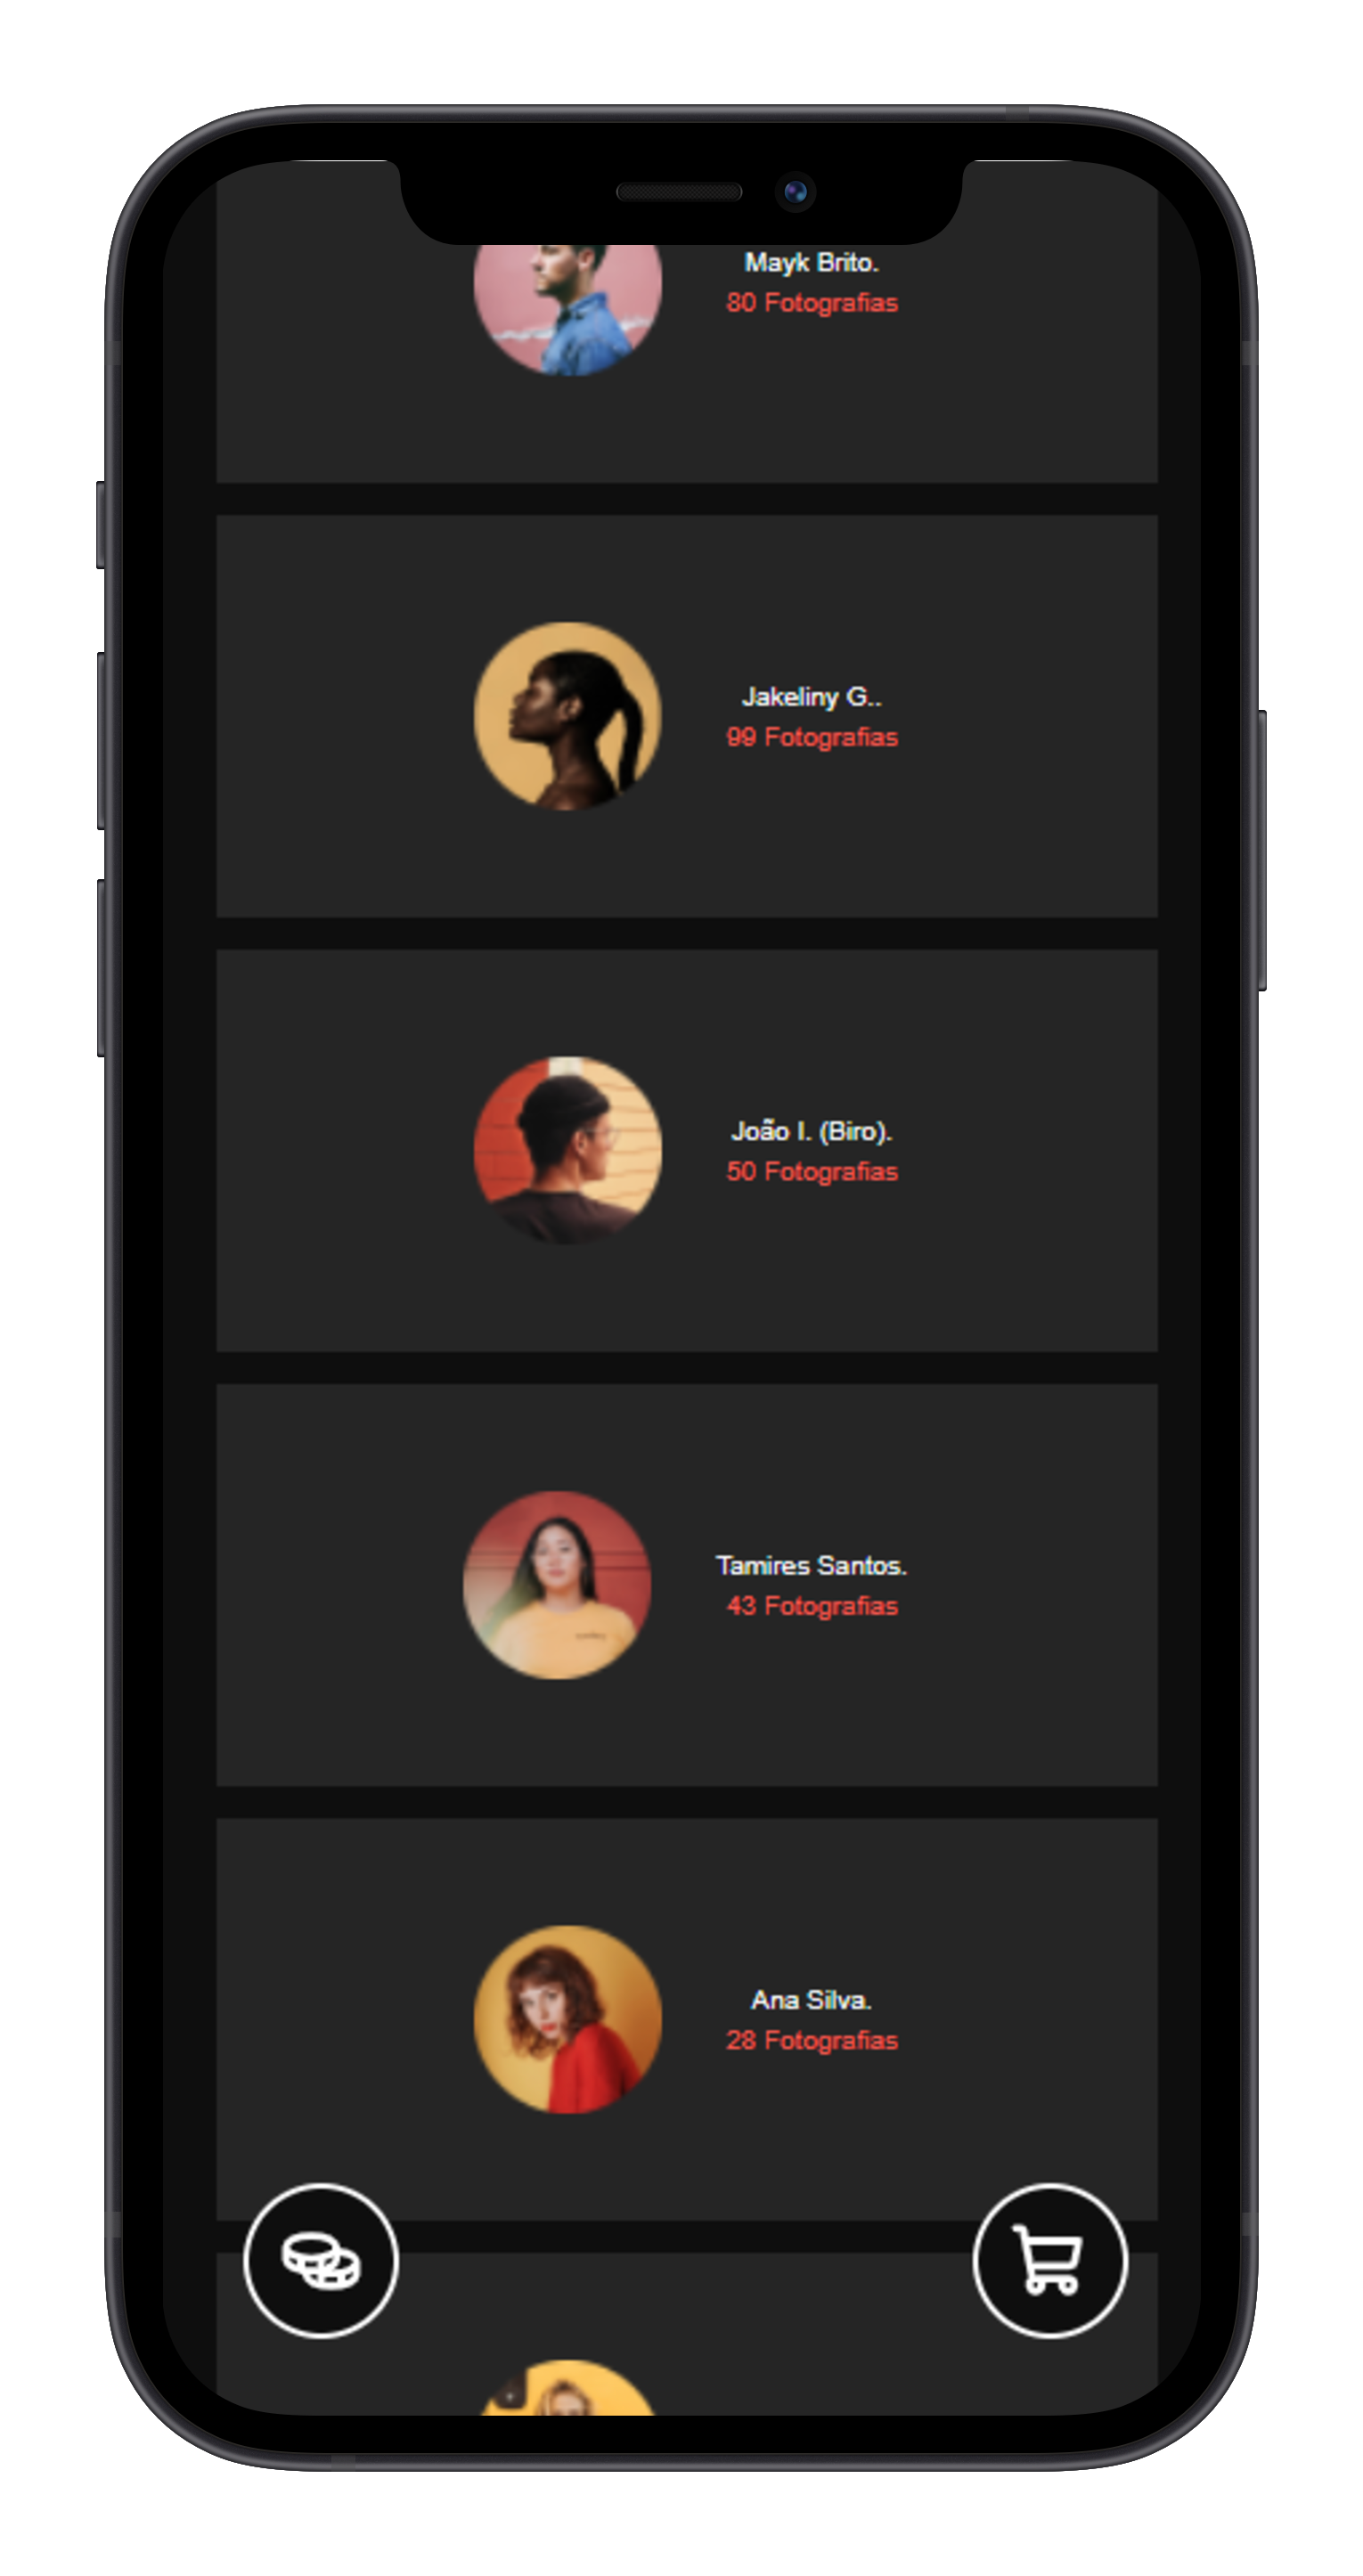 Mayk Brito.
80 Fotografias
Jakeliny G..
99 Fotografias
João I. (Biro).
50 Fotografias
Tamires Santos.
43 Fotografias
Ana Silva.
28 Fotografias